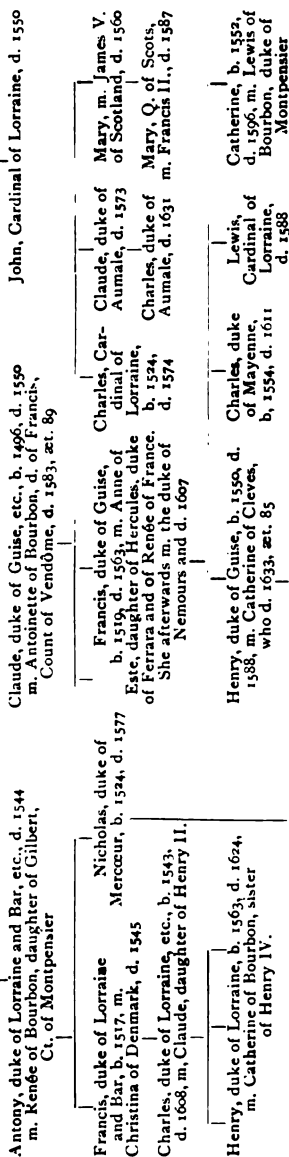 Antony, duke of Lorraine and Bar, etc., d. 1544
m. Renée of Bourbon, daughter of Gilbert,
Ct. of Montpensier
Claude, duke of Guise, etc., b. 1496, d. 1550
m. Antoinette of Bourbon, d. of Francis,
Count of Vendôme, d. 1583, æt. 89
John, Cardinal of Lorraine, d. 1550
Francis, duke of Lorraine
and Bar, b. 1517, m.
Christina of Denmark, d. 1545
Nicholas, duke of
Mercœur, b. 1524, d. 1577
Francis, duke of Guise,
b. 1519, d. 1563, m. Anne of
Este, daughter of Hercules, duke
of Ferrara and of Renée of France.
She afterwards m. the duke of
Nemours and d. 1607
Charles, Car-
dinal of
Lorraine,
b. 1524,
d. 1574
Claude, duke of
Aumale, d. 1573
Mary, m. James V.
of Scotland, d. 1560
Charles, duke of Lorraine, etc., b. 1543,
d. 1608, m, Claude, daughter of Henry II.
Charles, duke of
Aumale, d. 1631
Mary, Q. of Scots,
m. Francis II., d. 1587
Henry, duke of Lorraine, b. 1563, d. 1624,
m. Catherine of Bourbon, sister
of Henry IV.
Henry, duke of Guise, b. 1550, d.
1588, m. Catherine of Cleves,
who d. 1633, æt. 85
Charles, duke
of Mayenne,
b, 1554, d. 1611
Lewis,
Cardinal of
Lorraine,
d. 1588
Catherine, b. 1552,
d. 1596, m. Lewis of
Bourbon, duke of
Montpensier